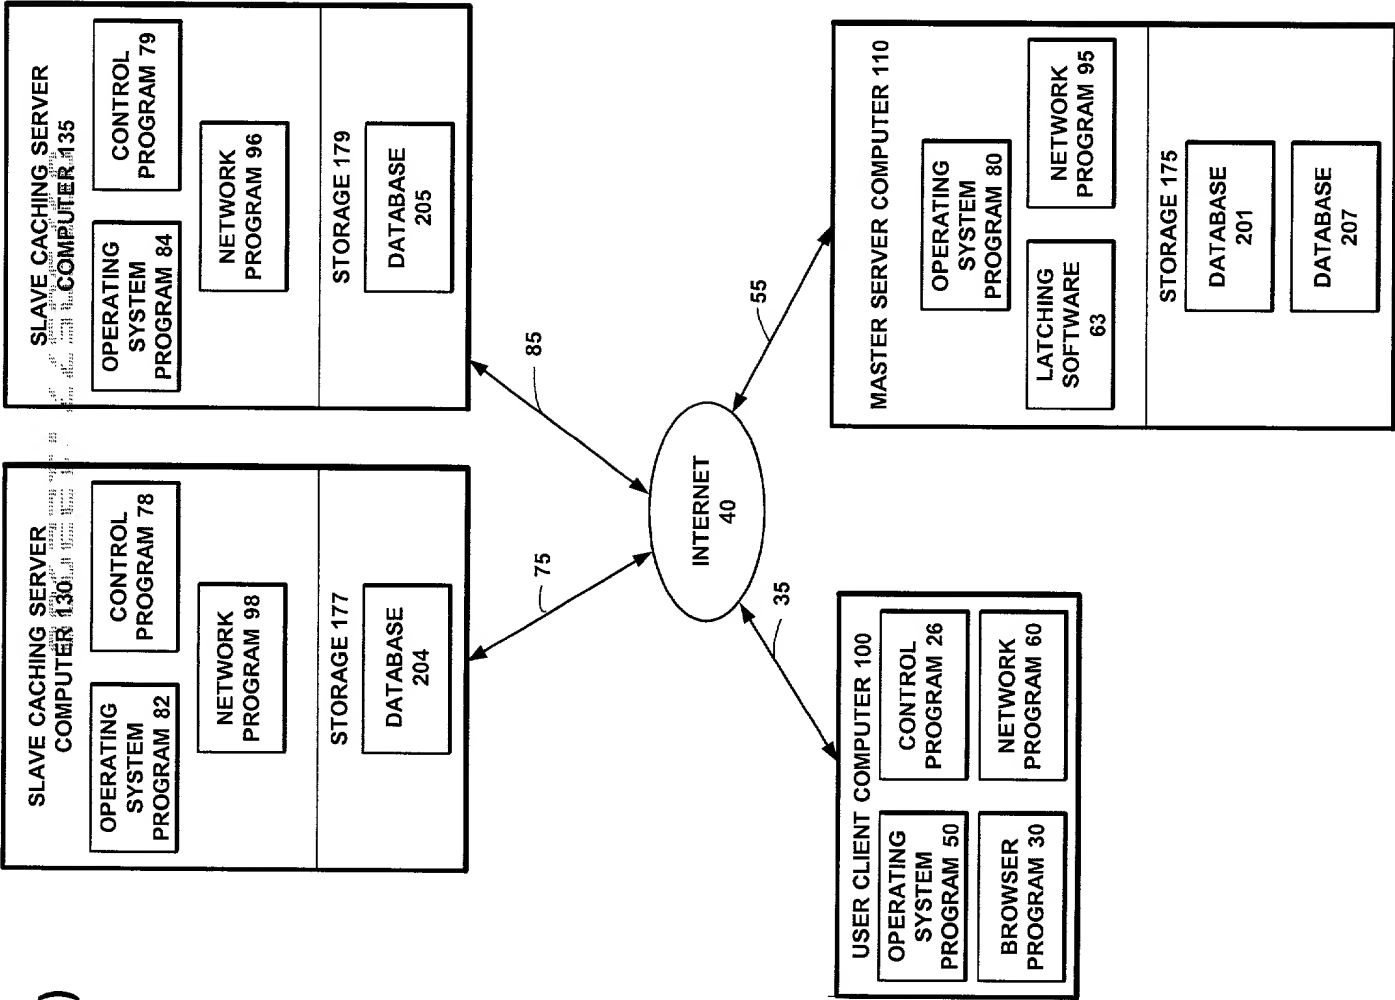 SLAVE CACHING SERVER
COMPUTER 130
OPERATING
SYSTEM
PROGRAM 82
CONTROL
PROGRAM 78
NETWORK
PROGRAM 98
STORAGE 177
DATABASE
204
SLAVE CACHING SERVER
COMPUTER 135
OPERATING
SYSTEM
PROGRAM 84
CONTROL
PROGRAM 79
NETWORK
PROGRAM 96
STORAGE 179
DATABASE
205
75
85
INTERNET
40
35
55
USER CLIENT COMPUTER 100
OPERATING
SYSTEM
PROGRAM 50
CONTROL
PROGRAM 26
BROWSER
PROGRAM 30
NETWORK
PROGRAM 60
MASTER SERVER COMPUTER 110
OPERATING
SYSTEM
PROGRAM 80
LATCHING
SOFTWARE
63
NETWORK
PROGRAM 95
STORAGE 175
DATABASE
201
DATABASE
207